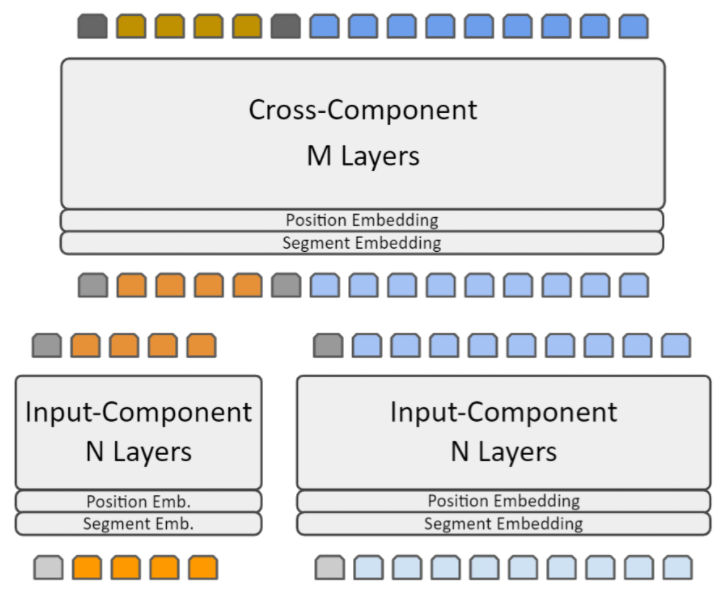 Cross-Component
M Layers
Position Embedding
Segment Embedding
Input-Component
N Layers
Position Emb.
Segment Emb.
Input-Component
N Layers
Position Embedding
Segment Embedding